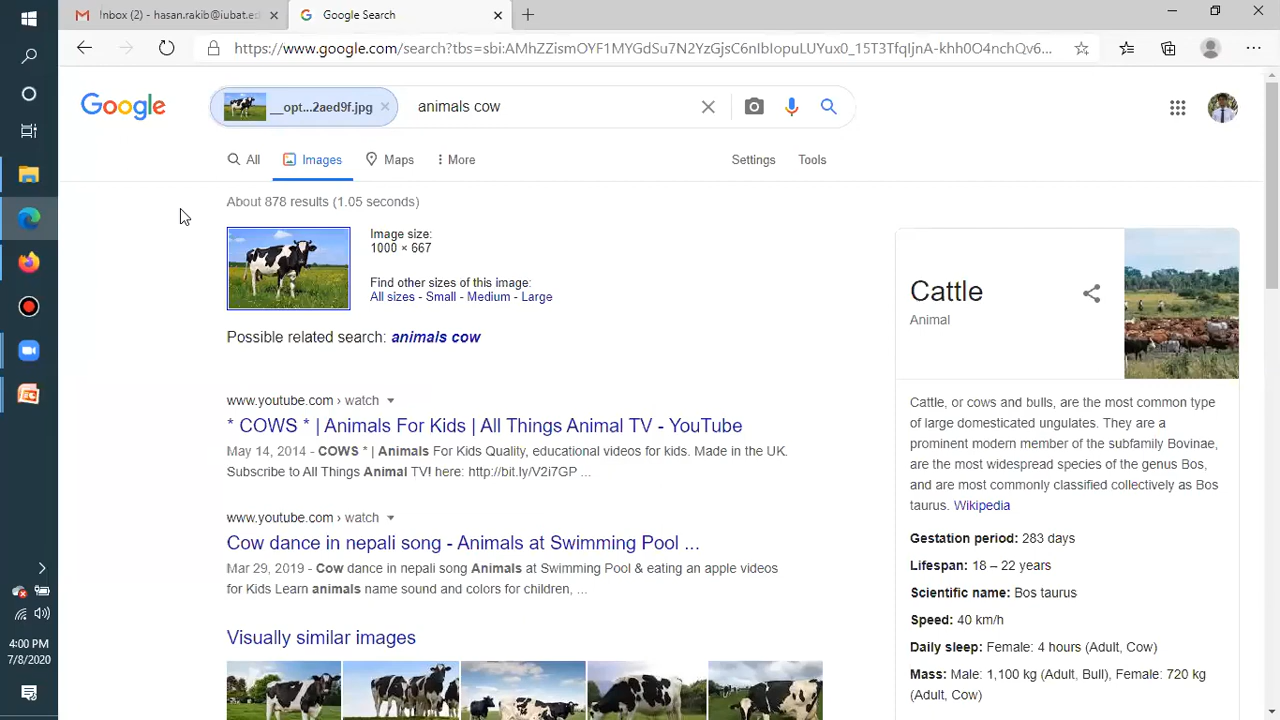 Inbox (2) - hasan.rakib@iubat.ed
Google Search
https://www.google.com/search?tbs=sbi:AMhZZismOYF1MYGdSu7N2YzGjsC6nIbIopuLUYux0_15T3TfqIjnA-khh0O4nchQv6...
Google
__opt...2aed9f.jpg
animals cow
All
Images
Maps
More
Settings
Tools
About 878 results (1.05 seconds)
Image size:
1000 × 667
Find other sizes of this image:
All sizes - Small - Medium - Large
Possible related search: animals cow
www.youtube.com › watch
* COWS * | Animals For Kids | All Things Animal TV - YouTube
May 14, 2014 - COWS * | Animals For Kids Quality, educational videos for kids. Made in the UK.
Subscribe to All Things Animal TV! here: http://bit.ly/V2i7GP ...
www.youtube.com › watch
Cow dance in nepali song - Animals at Swimming Pool ...
Mar 29, 2019 - Cow dance in nepali song Animals at Swimming Pool & eating an apple videos
for Kids Learn animals name sound and colors for children, ...
Visually similar images
Cattle
Animal
Cattle, or cows and bulls, are the most common type
of large domesticated ungulates. They are a
prominent modern member of the subfamily Bovinae,
are the most widespread species of the genus Bos,
and are most commonly classified collectively as Bos
taurus. Wikipedia
Gestation period: 283 days
Lifespan: 18 – 22 years
Scientific name: Bos taurus
Speed: 40 km/h
Daily sleep: Female: 4 hours (Adult, Cow)
Mass: Male: 1,100 kg (Adult, Bull), Female: 720 kg
(Adult, Cow)
4:00 PM
7/8/2020